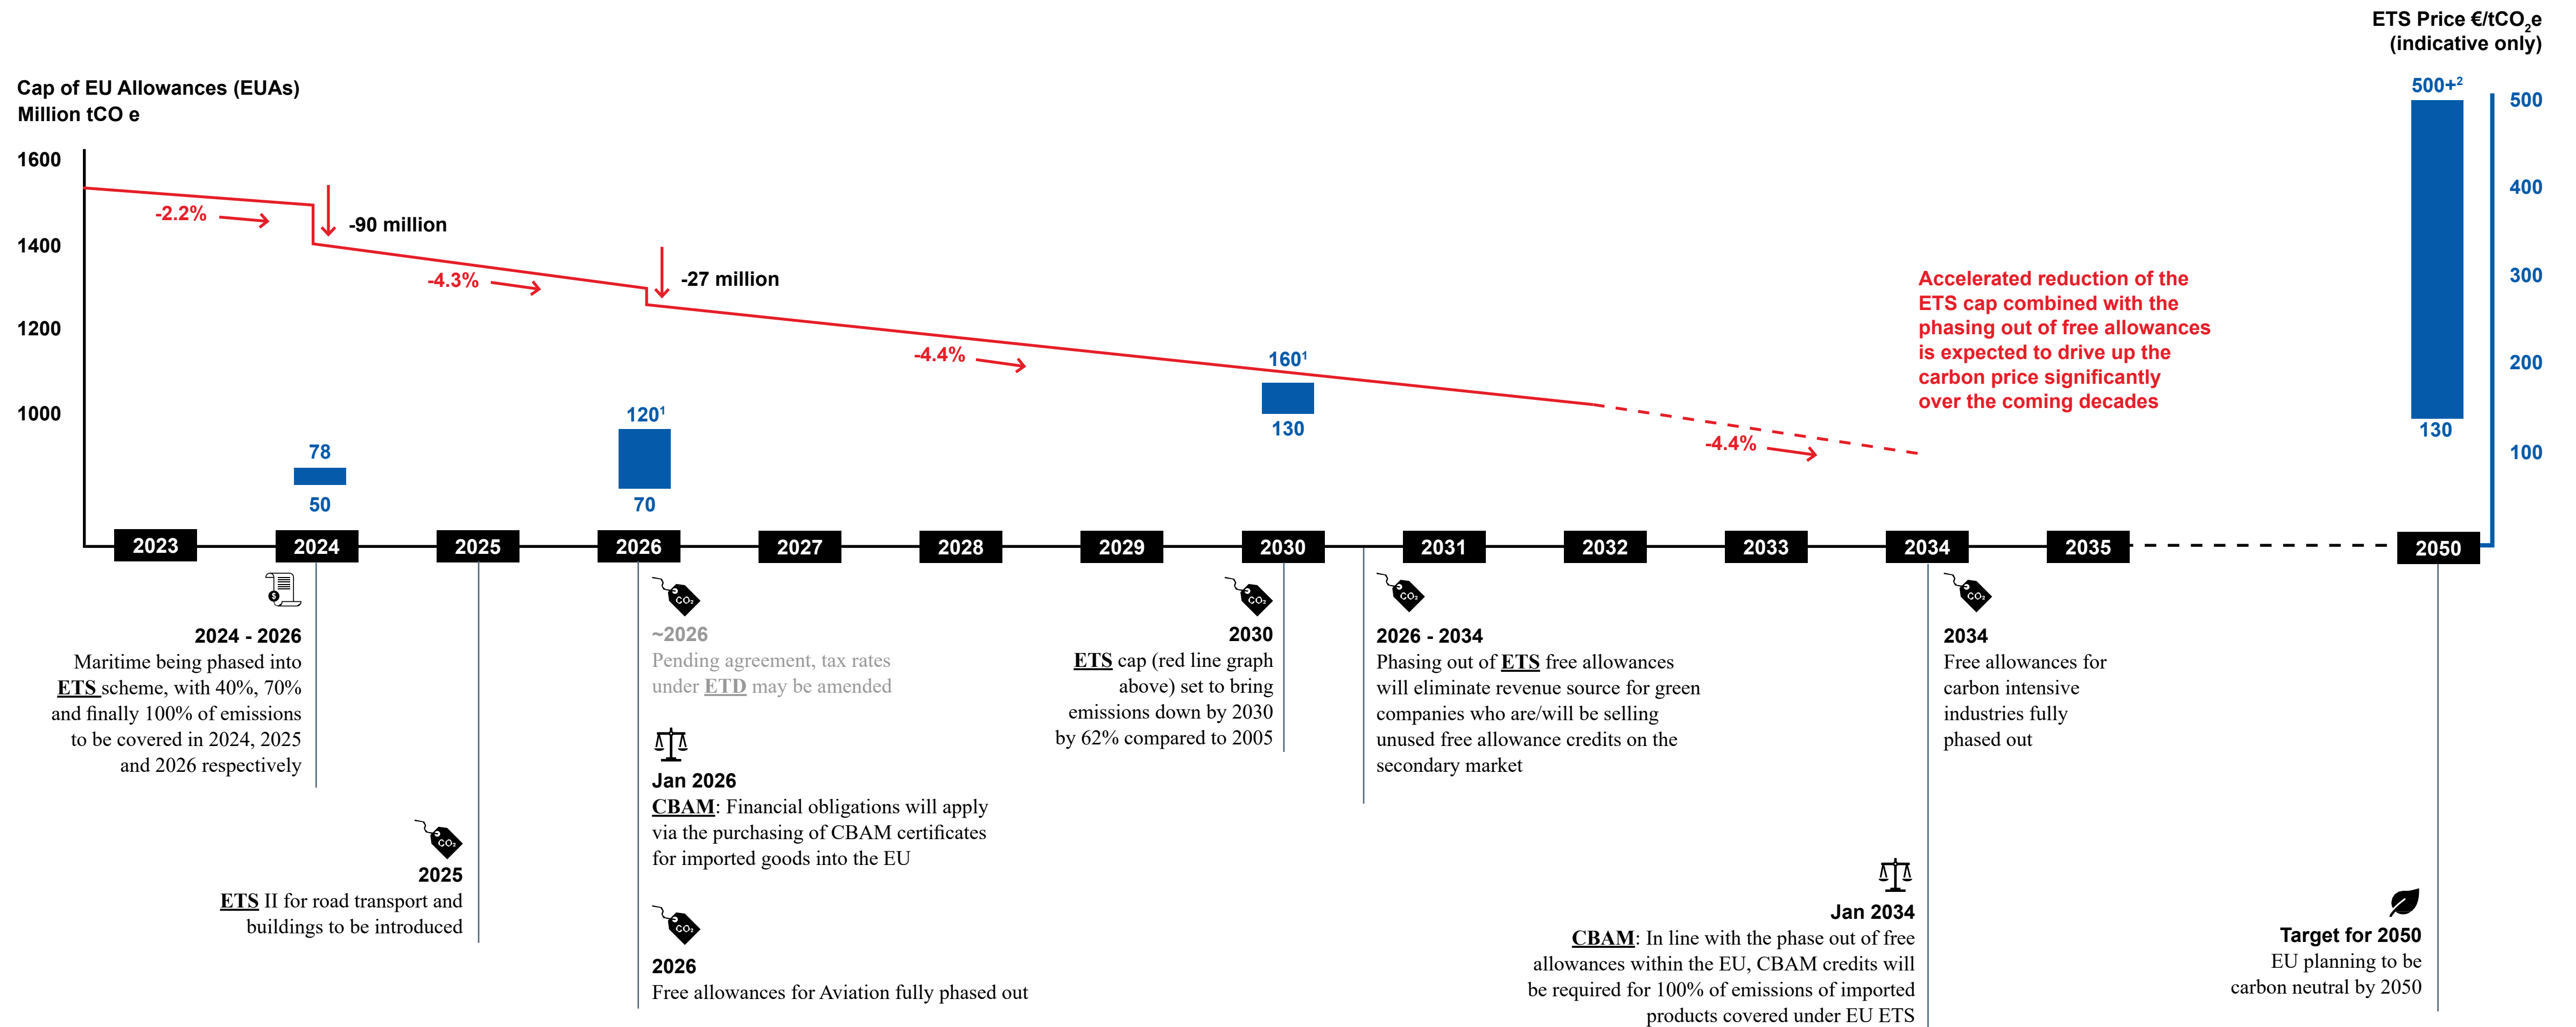 ETS Price €/tCO2e
(indicative only)
Cap of EU Allowances (EUAs)
Million tCO e
1600
1400
1200
1000
-2.2%
-90 million
-4.3%
-27 million
-4.4%
-4.4%
78
50
120¹
70
160¹
130
Accelerated reduction of the
ETS cap combined with the
phasing out of free allowances
is expected to drive up the
carbon price significantly
over the coming decades
500+²
130
500
400
300
200
100
2023
2024
2025
2026
2027
2028
2029
2030
2031
2032
2033
2034
2035
2050
2024 - 2026
Maritime being phased into
ETS scheme, with 40%, 70%
and finally 100% of emissions
to be covered in 2024, 2025
and 2026 respectively
CO₂
2025
ETS II for road transport and
buildings to be introduced
CO₂
~2026
Pending agreement, tax rates
under ETD may be amended
Jan 2026
CBAM: Financial obligations will apply
via the purchasing of CBAM certificates
for imported goods into the EU
CO₂
2026
Free allowances for Aviation fully phased out
CO₂
2030
ETS cap (red line graph
above) set to bring
emissions down by 2030
by 62% compared to 2005
CO₂
2026 - 2034
Phasing out of ETS free allowances
will eliminate revenue source for green
companies who are/will be selling
unused free allowance credits on the
secondary market
CO₂
2034
Free allowances for
carbon intensive
industries fully
phased out
Jan 2034
CBAM: In line with the phase out of free
allowances within the EU, CBAM credits will
be required for 100% of emissions of imported
products covered under EU ETS
Target for 2050
EU planning to be
carbon neutral by 2050